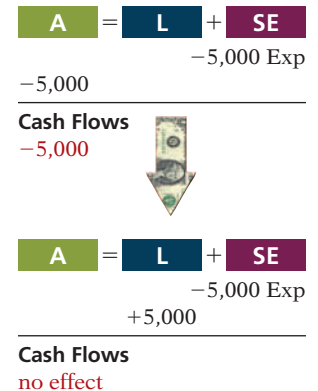 A = L + SE
−5,000 Exp
−5,000
Cash Flows
−5,000
A = L + SE
−5,000 Exp
+5,000
Cash Flows
no effect